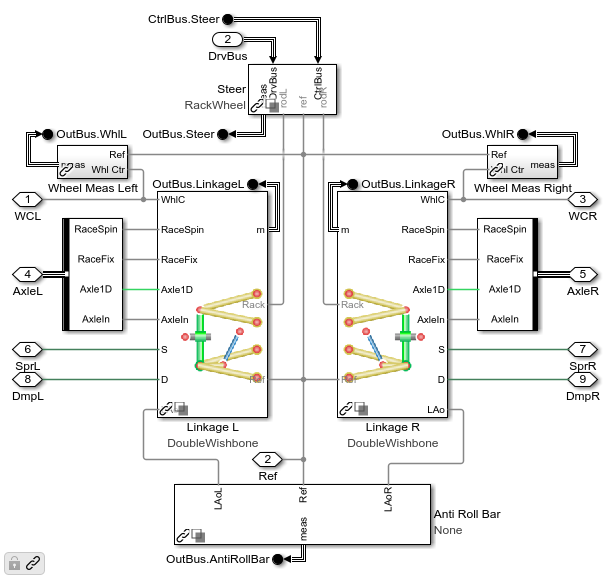 CtrlBus.Steer
2
DrvBus
Steer
RackWheel
meas
DrvBus
rodL
ref
rodR
CtrlBus
OutBus.WhlL
OutBus.Steer
OutBus.WhlR
Ref
meas
Whl Ctr
Wheel Meas Left
Ref
Whl Ctr
meas
Wheel Meas Right
OutBus.LinkageL
OutBus.LinkageR
1
WCL
WhlC
WhlC
3
WCR
RaceSpin
RaceSpin
m
m
RaceSpin
RaceSpin
RaceFix
RaceFix
RaceFix
RaceFix
4
AxleL
Axle1D
Axle1D
Axle1D
Axle1D
5
AxleR
Rack
Rack
AxleIn
AxleIn
AxleIn
AxleIn
6
SprL
S
S
7
SprR
8
DmpL
D
Ref
Ref
D
9
DmpR
LAo
Linkage L
DoubleWishbone
Linkage R
DoubleWishbone
2
Ref
LAoL
Ref
LAoR
meas
Anti Roll Bar
None
OutBus.AntiRollBar